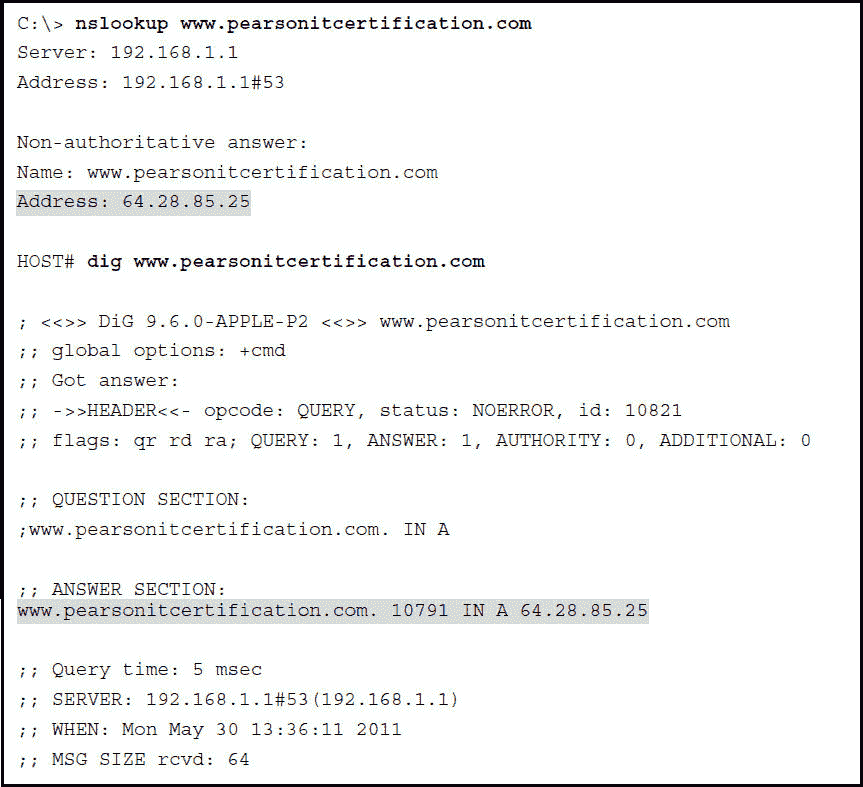 C:\> nslookup www.pearsonitcertification.com
Server: 192.168.1.1
Address: 192.168.1.1#53
Non-authoritative answer:
Name: www.pearsonitcertification.com
Address: 64.28.85.25
HOST# dig www.pearsonitcertification.com
; <<>> DiG 9.6.0-APPLE-P2 <<>> www.pearsonitcertification.com
;; global options: +cmd
;; Got answer:
;; ->>HEADER<<- opcode: QUERY, status: NOERROR, id: 10821
;; flags: qr rd ra; QUERY: 1, ANSWER: 1, AUTHORITY: 0, ADDITIONAL: 0
;; QUESTION SECTION:
;www.pearsonitcertification.com. IN A
;; ANSWER SECTION:
www.pearsonitcertification.com. 10791 IN A 64.28.85.25
;; Query time: 5 msec
;; SERVER: 192.168.1.1#53(192.168.1.1)
;; WHEN: Mon May 30 13:36:11 2011
;; MSG SIZE rcvd: 64